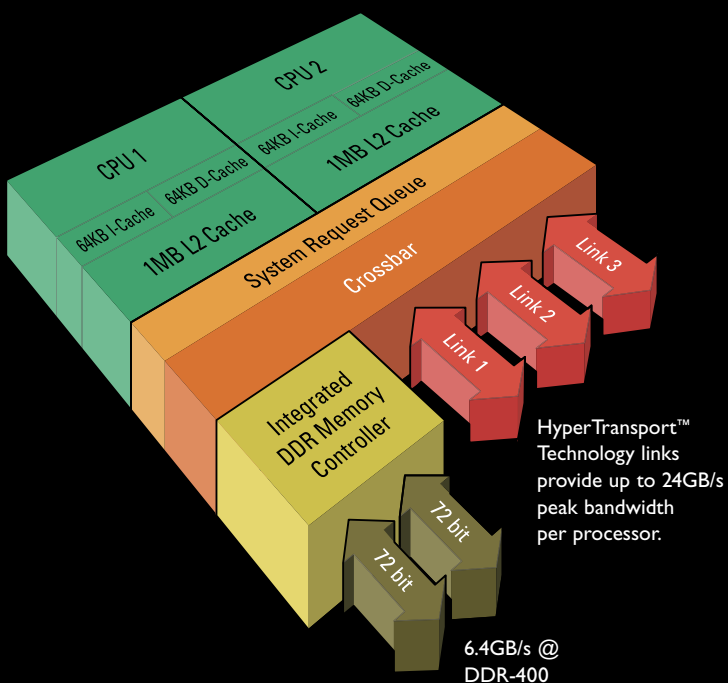 CPU 2
64KB I-Cache
64KB D-Cache
1MB L2 Cache
CPU 1
64KB I-Cache
64KB D-Cache
1MB L2 Cache
System Request Queue
Crossbar
Link 3
Link 2
Link 1
Integrated
DDR Memory
Controller
HyperTransport™
Technology links
provide up to 24GB/s
peak bandwidth
per processor.
72 bit
72 bit
6.4GB/s @
DDR-400